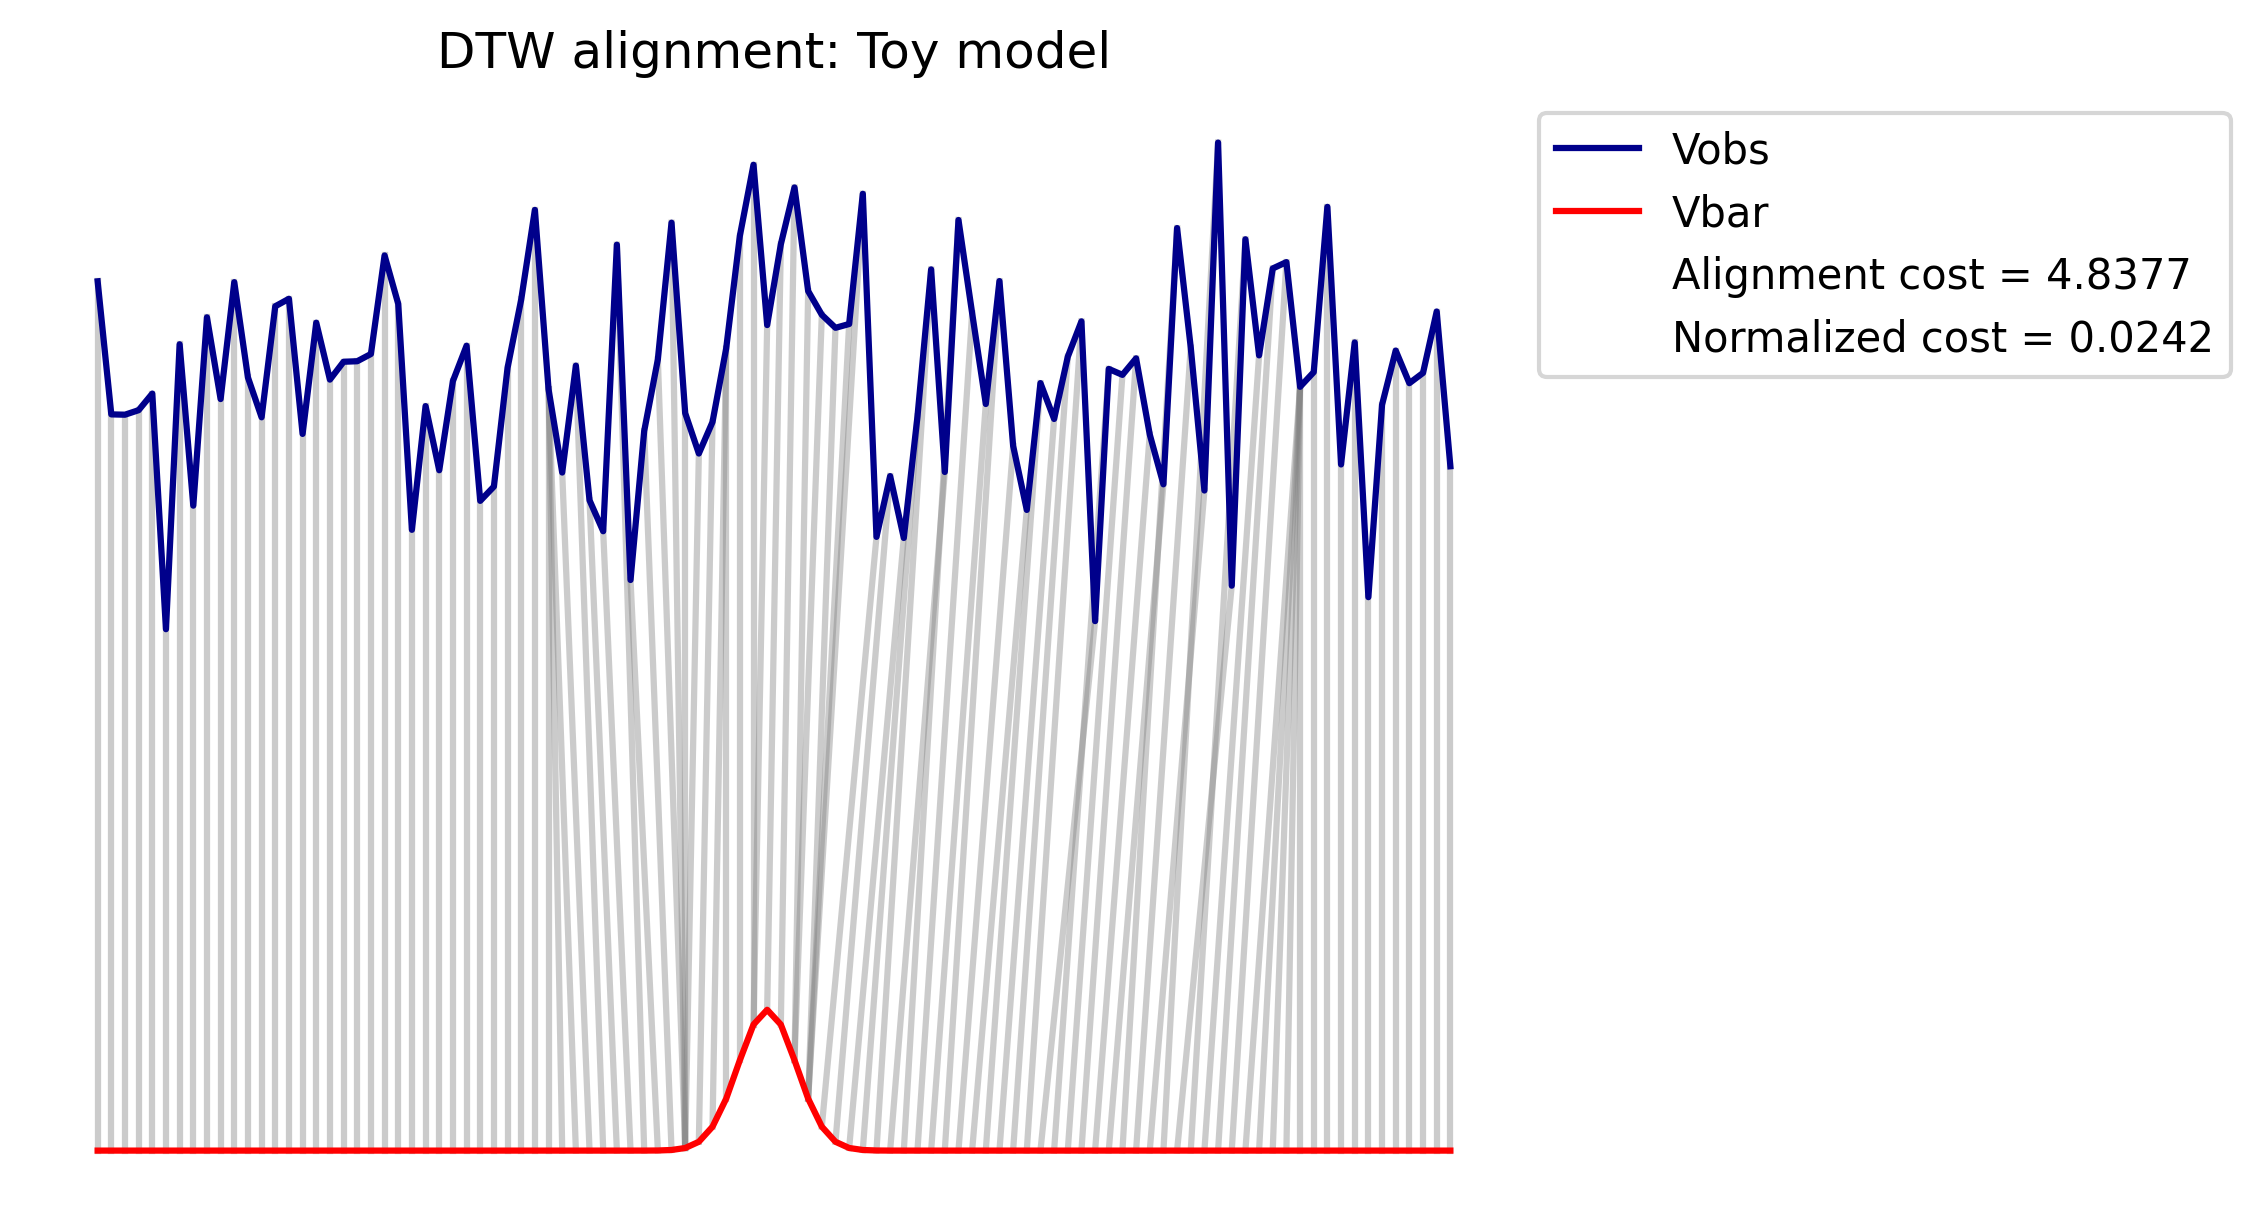 DTW alignment: Toy model
Vobs
Vbar
Alignment cost = 4.8377
Normalized cost = 0.0242